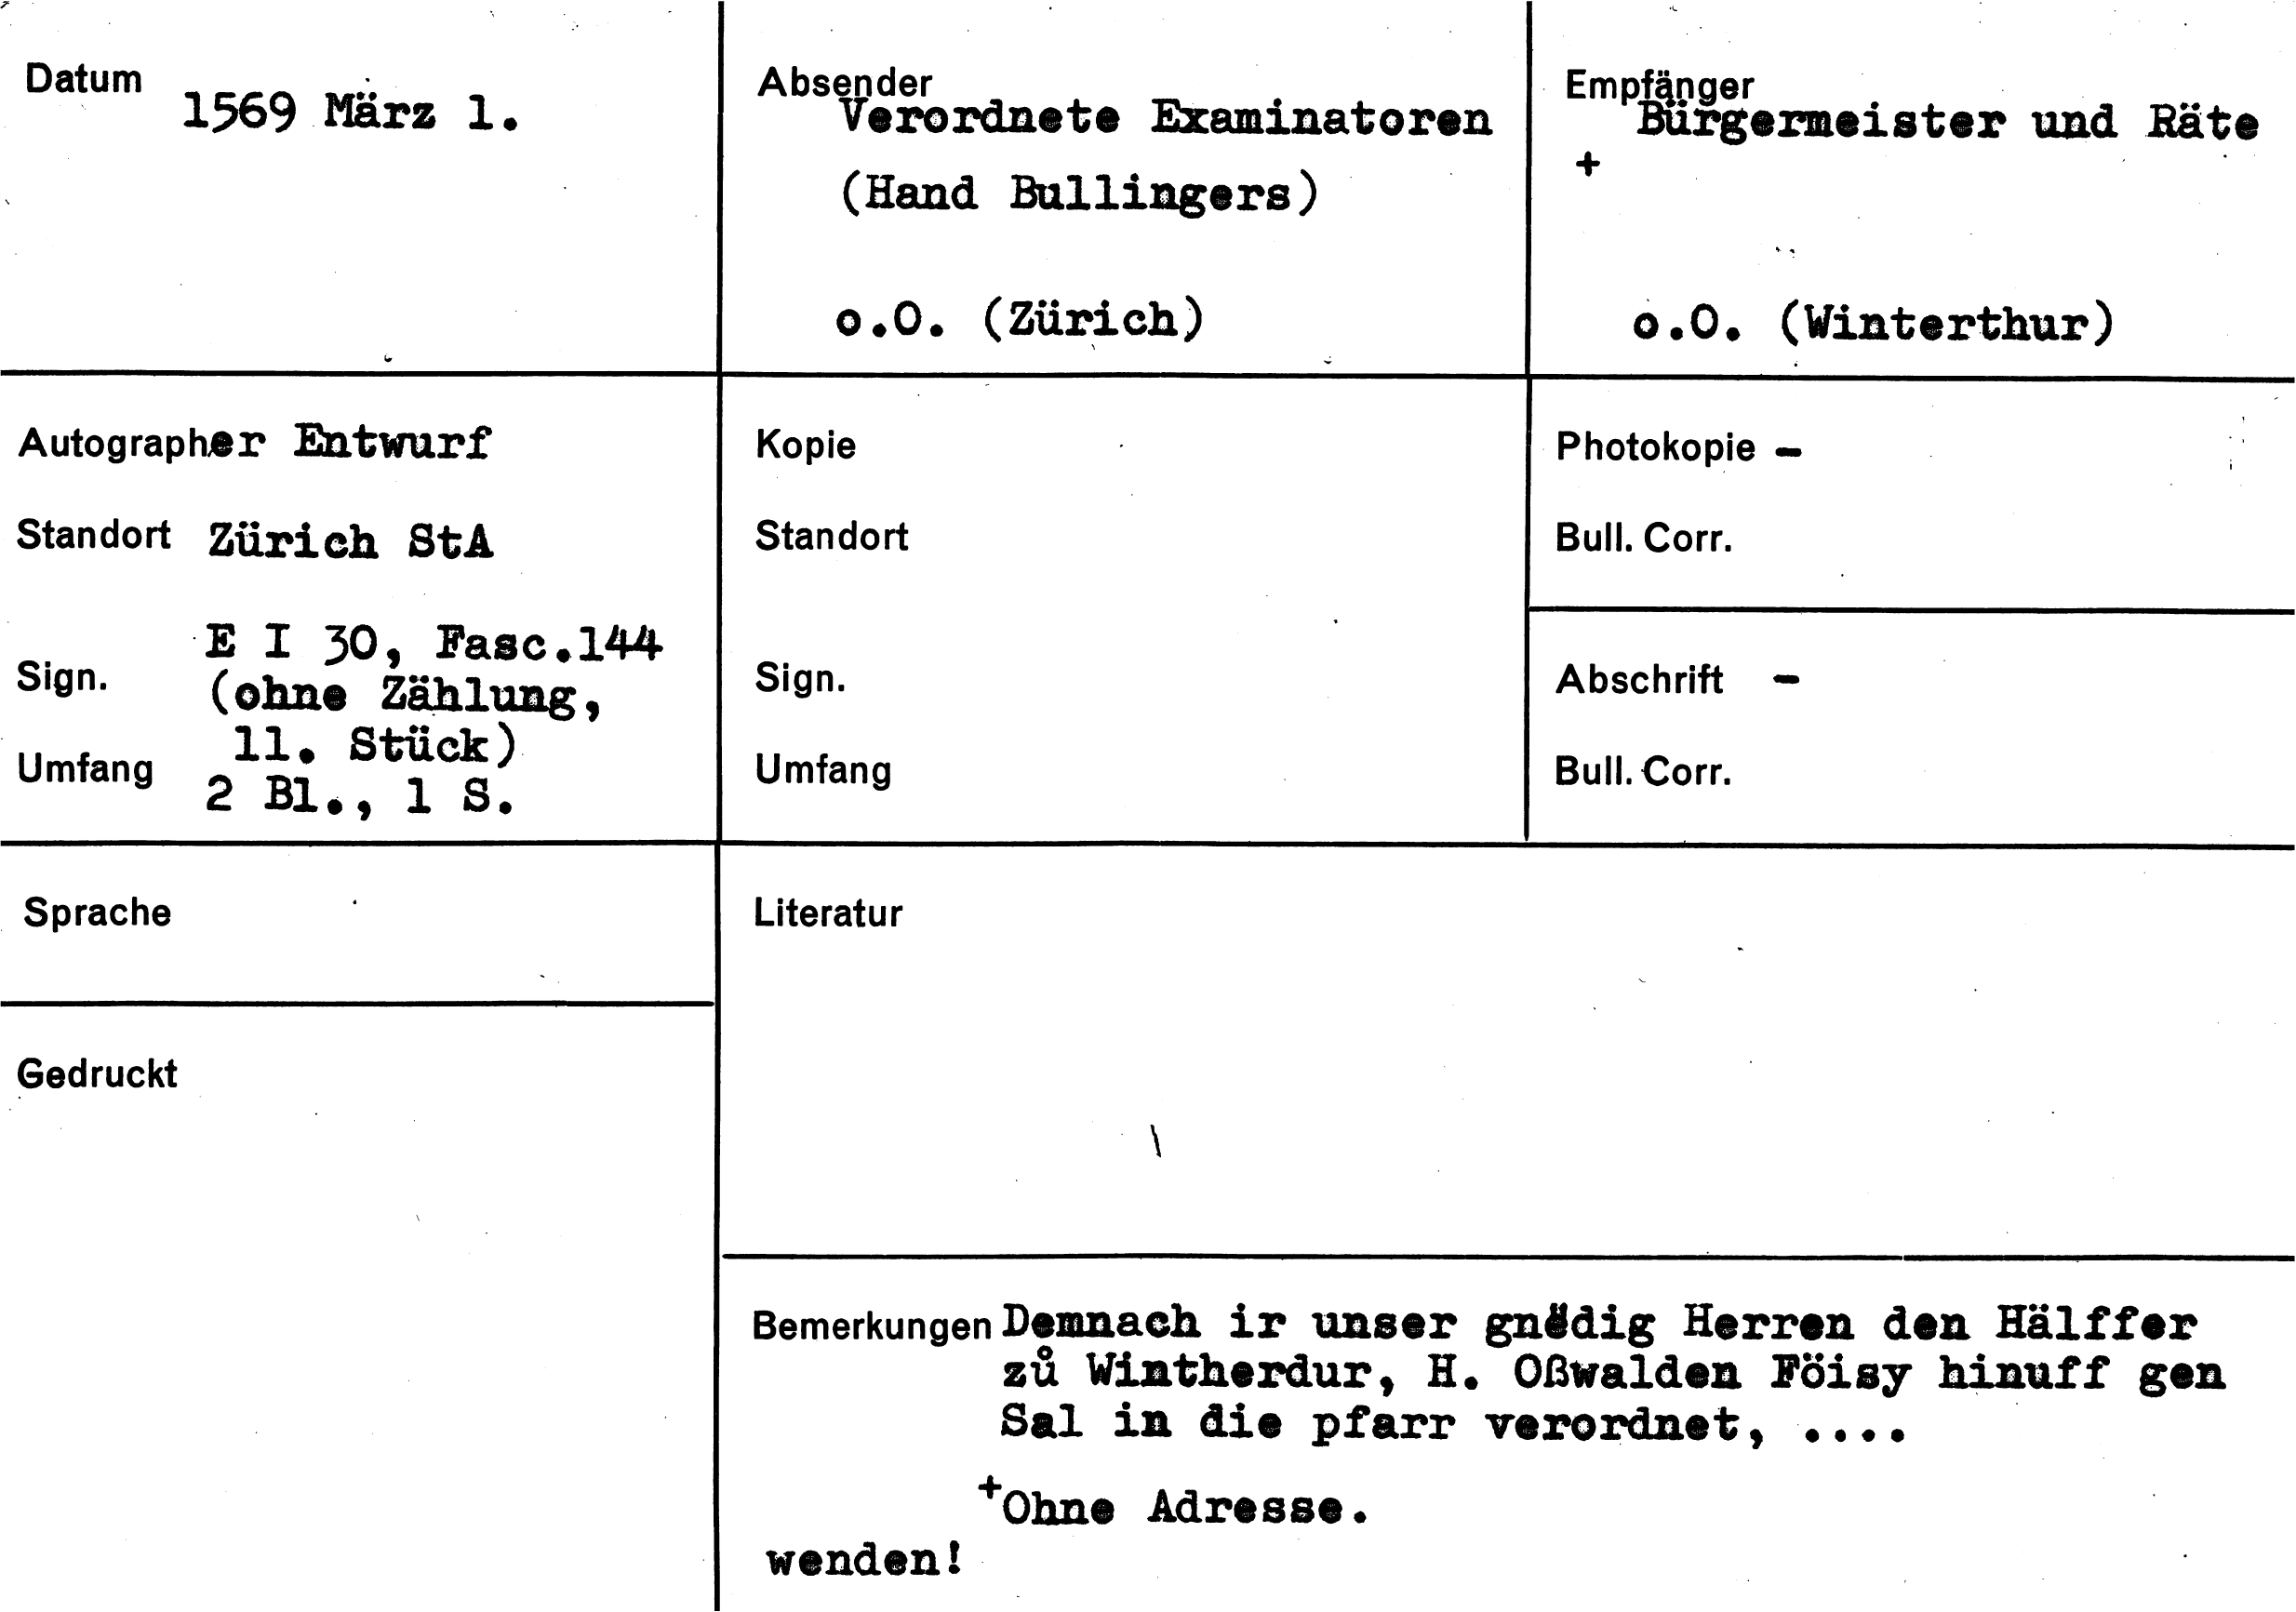 Datum 1569 März 1.
Absender
Verordnete Examinatoren
(Hand Bullingers)
o.O. (Zürich)
Empfänger
Bürgermeister und Räte
+
o.O. (Winterthur)
Autographer Entwurf
Standort Zürich StA
Sign. E I 30, Fasc.144
(ohne Zählung,
11. Stück)
Umfang 2 Bl., 1 S.
Kopie
Standort
Sign.
Umfang
Photokopie -
Bull. Corr.
Abschrift -
Bull. Corr.
Sprache
Literatur
Gedruckt
Bemerkungen Demnach ir unser gnädig Herren den Hälffer
zů Wintherdur, H. Oßwalden Föisy hinuff gen
Sal in die pfarr verordnet, ....
+Ohne Adresse.
wenden!